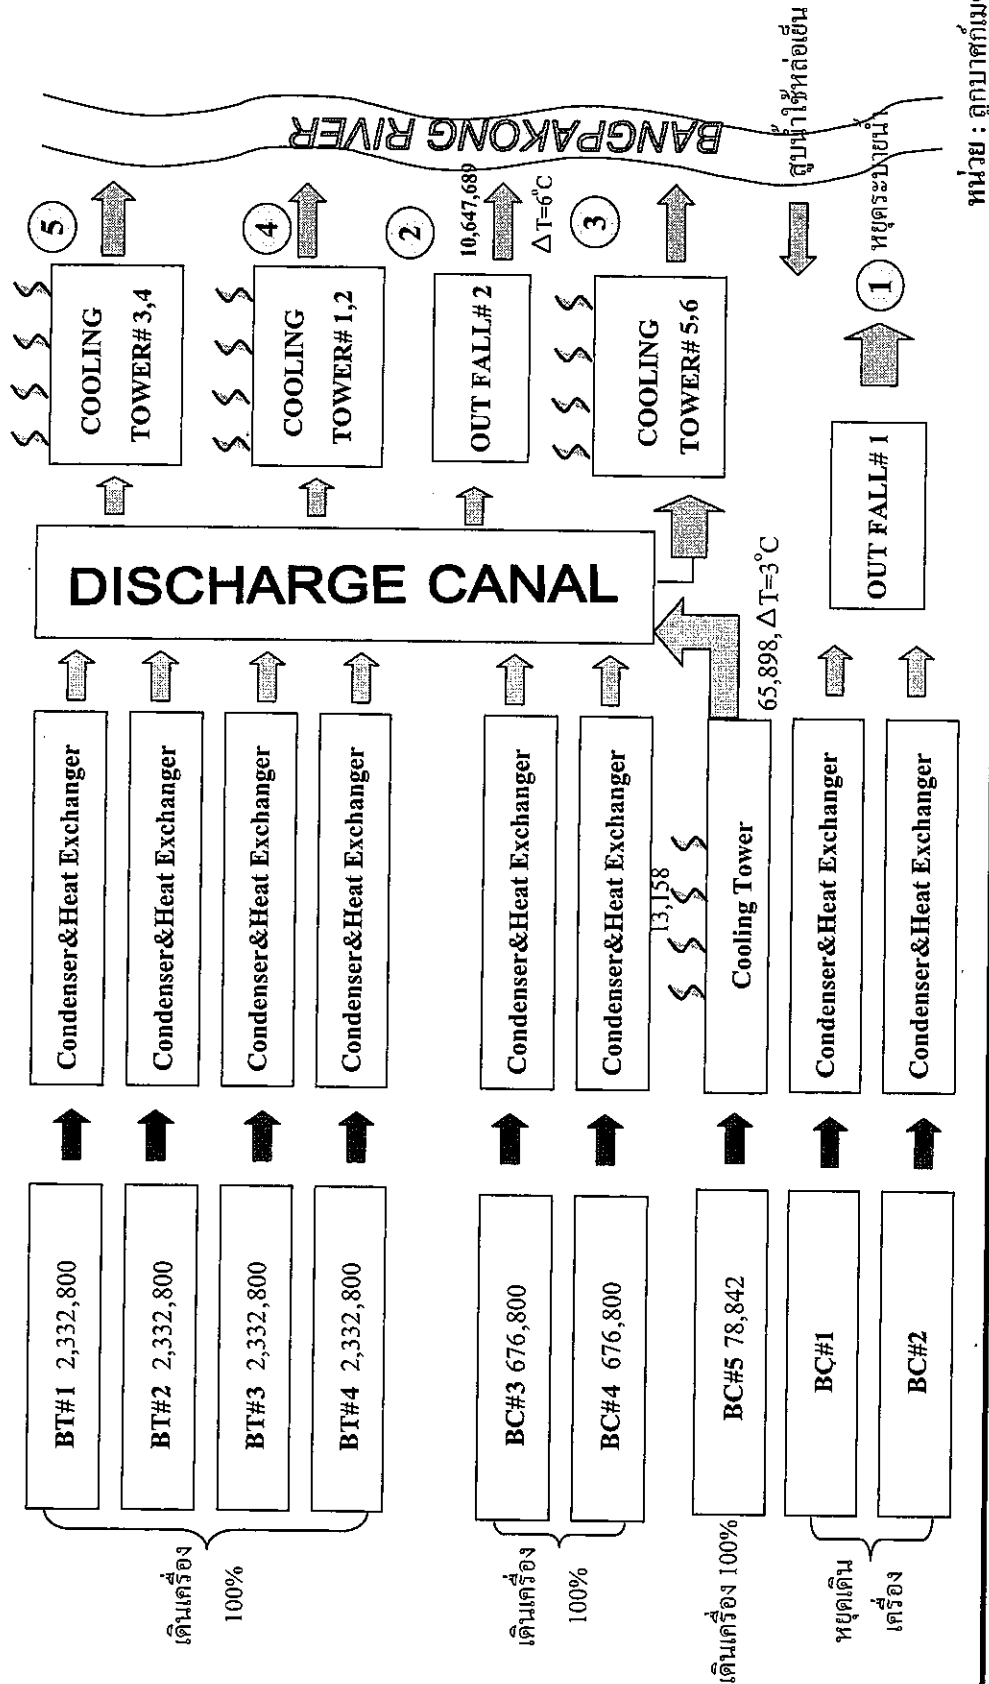 เดินเครื่อง
100%
BT#1 2,332,800
Condenser&Heat Exchanger
BT#2 2,332,800
Condenser&Heat Exchanger
BT#3 2,332,800
Condenser&Heat Exchanger
BT#4 2,332,800
Condenser&Heat Exchanger
เดินเครื่อง
100%
BC#3 676,800
Condenser&Heat Exchanger
BC#4 676,800
Condenser&Heat Exchanger
13,158
เดินเครื่อง 100%
BC#5 78,842
Cooling Tower
65,898, ΔT=3°C
หยุดเดิน
เครื่อง
BC#1
Condenser&Heat Exchanger
BC#2
Condenser&Heat Exchanger
DISCHARGE CANAL
COOLING
TOWER# 3,4
5
COOLING
TOWER# 1,2
4
OUT FALL# 2
2
10,647,689
ΔT=6°C
COOLING
TOWER# 5,6
3
OUT FALL# 1
1
หยุดระบายน้ำ
สูบน้ำใช้หล่อเย็น
BANGPAKONG RIVER
หน่วย : ลูกบาศก์เม